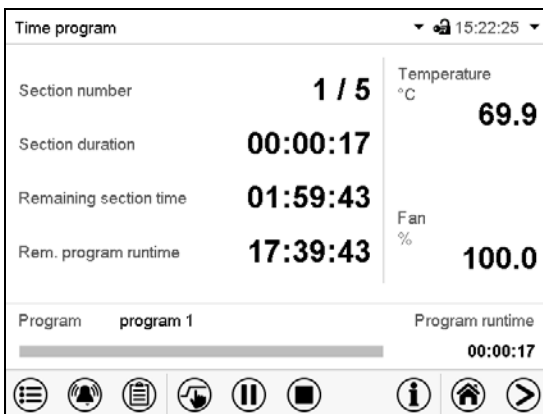 Time program 15:22:25
Section number 1 / 5
Section duration 00:00:17
Remaining section time 01:59:43
Rem. program runtime 17:39:43
Temperature
°C
69.9
Fan
%
100.0
Program program 1 Program runtime
00:00:17